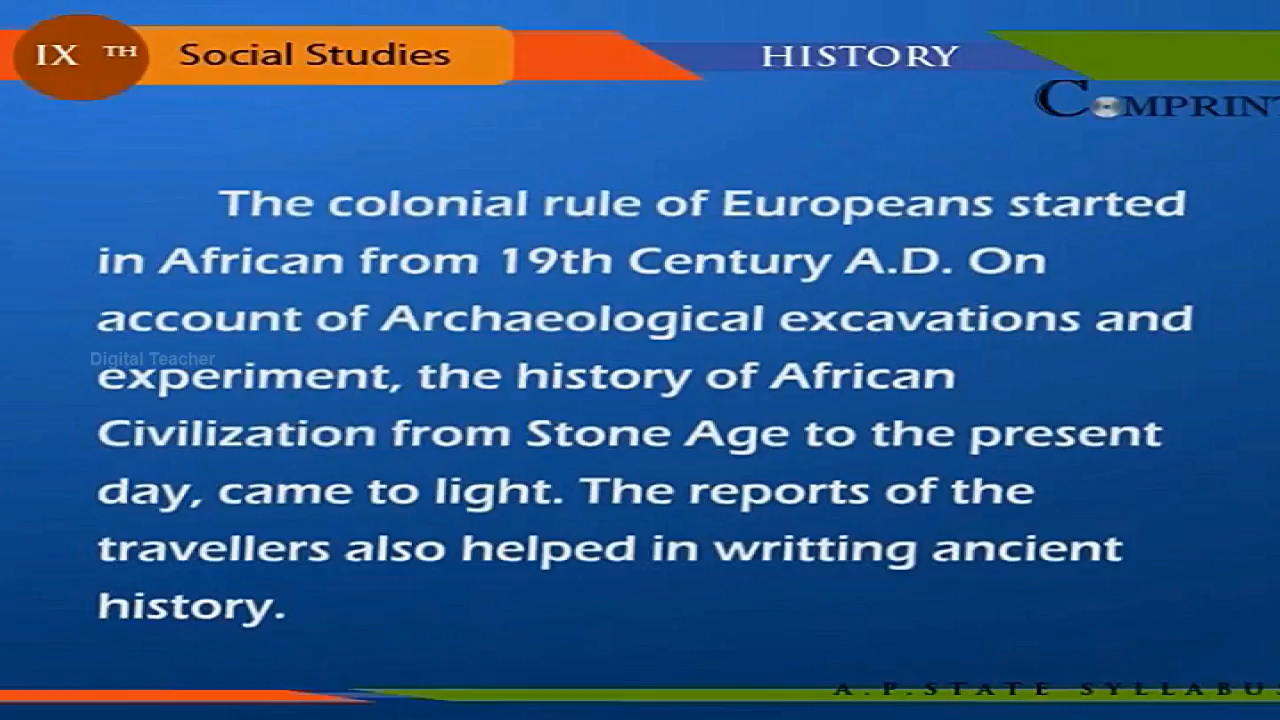 IX TH Social Studies HISTORY
COMPRINT
The colonial rule of Europeans started
in African from 19th Century A.D. On
account of Archaeological excavations and
Digital Teacher
experiment, the history of African
Civilization from Stone Age to the present
day, came to light. The reports of the
travellers also helped in writting ancient
history.
A.P.STATE SYLLABUS